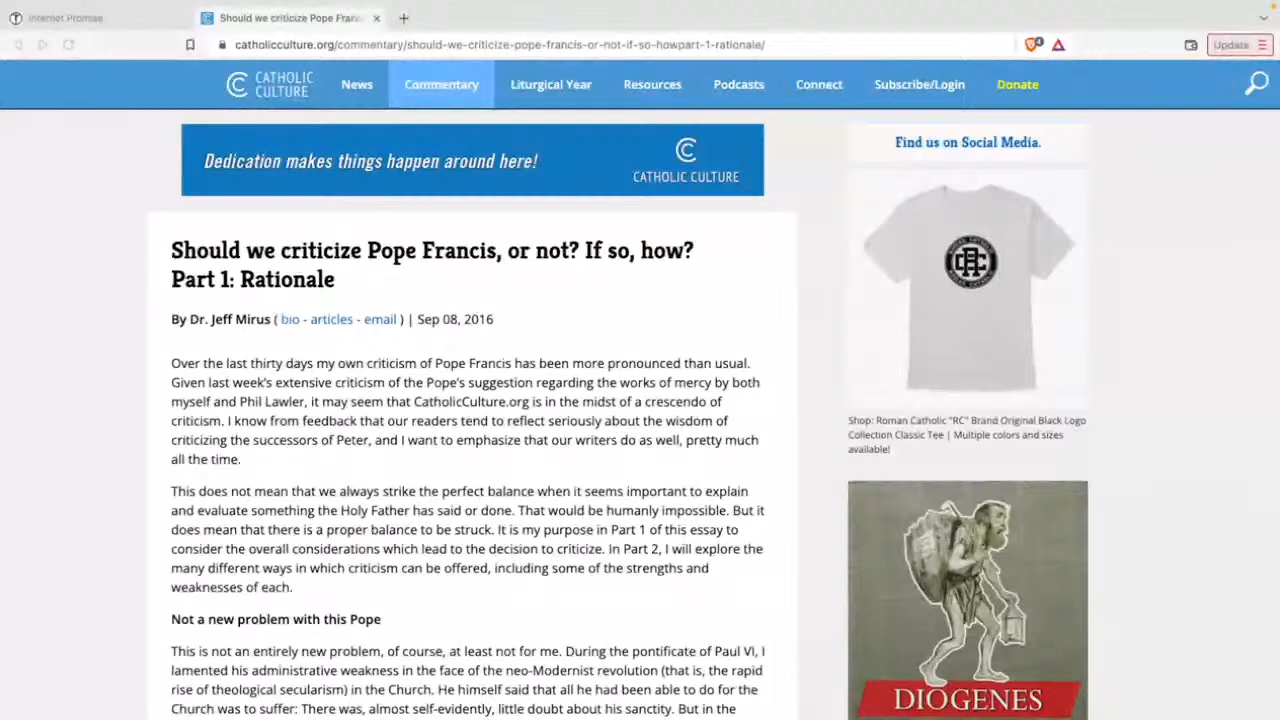 Internet Promise
Should we criticize Pope Fran
catholicculture.org/commentary/should-we-criticize-pope-francis-or-not-if-so-howpart-1-rationale/
4
Update
CATHOLIC
CULTURE
News
Commentary
Liturgical Year
Resources
Podcasts
Connect
Subscribe/Login
Donate
Dedication makes things happen around here!
CATHOLIC CULTURE
Should we criticize Pope Francis, or not? If so, how?
Part 1: Rationale
By Dr. Jeff Mirus ( bio - articles - email ) | Sep 08, 2016
Over the last thirty days my own criticism of Pope Francis has been more pronounced than usual.
Given last week's extensive criticism of the Pope's suggestion regarding the works of mercy by both
myself and Phil Lawler, it may seem that CatholicCulture.org is in the midst of a crescendo of
criticism. I know from feedback that our readers tend to reflect seriously about the wisdom of
criticizing the successors of Peter, and I want to emphasize that our writers do as well, pretty much
all the time.
This does not mean that we always strike the perfect balance when it seems important to explain
and evaluate something the Holy Father has said or done. That would be humanly impossible. But it
does mean that there is a proper balance to be struck. It is my purpose in Part 1 of this essay to
consider the overall considerations which lead to the decision to criticize. In Part 2, I will explore the
many different ways in which criticism can be offered, including some of the strengths and
weaknesses of each.
Not a new problem with this Pope
This is not an entirely new problem, of course, at least not for me. During the pontificate of Paul VI, I
lamented his administrative weakness in the face of the neo-Modernist revolution (that is, the rapid
rise of theological secularism) in the Church. He himself said that all he had been able to do for the
Church was to suffer: There was, almost self-evidently, little doubt about his sanctity. But in the
Find us on Social Media.
ROMAN CATHOLIC
RC
ROMAN CATHOLIC
Shop: Roman Catholic "RC" Brand Original Black Logo
Collection Classic Tee | Multiple colors and sizes
available!
DIOGENES